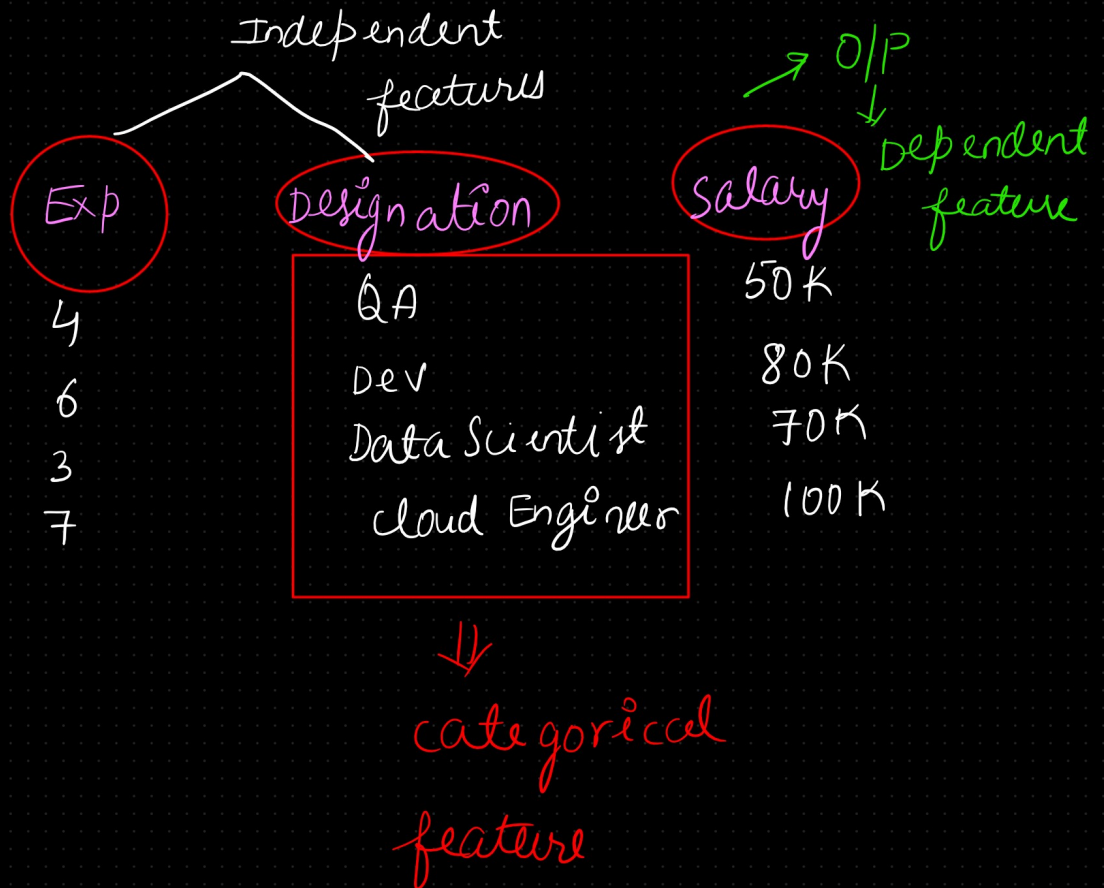 Independent
features
O/P
Dependent
feature
Exp Designation Salary
4 QA 50K
6 Dev 80K
3 Data Scientist 70K
7 Cloud Engineer 100K
categorical
feature